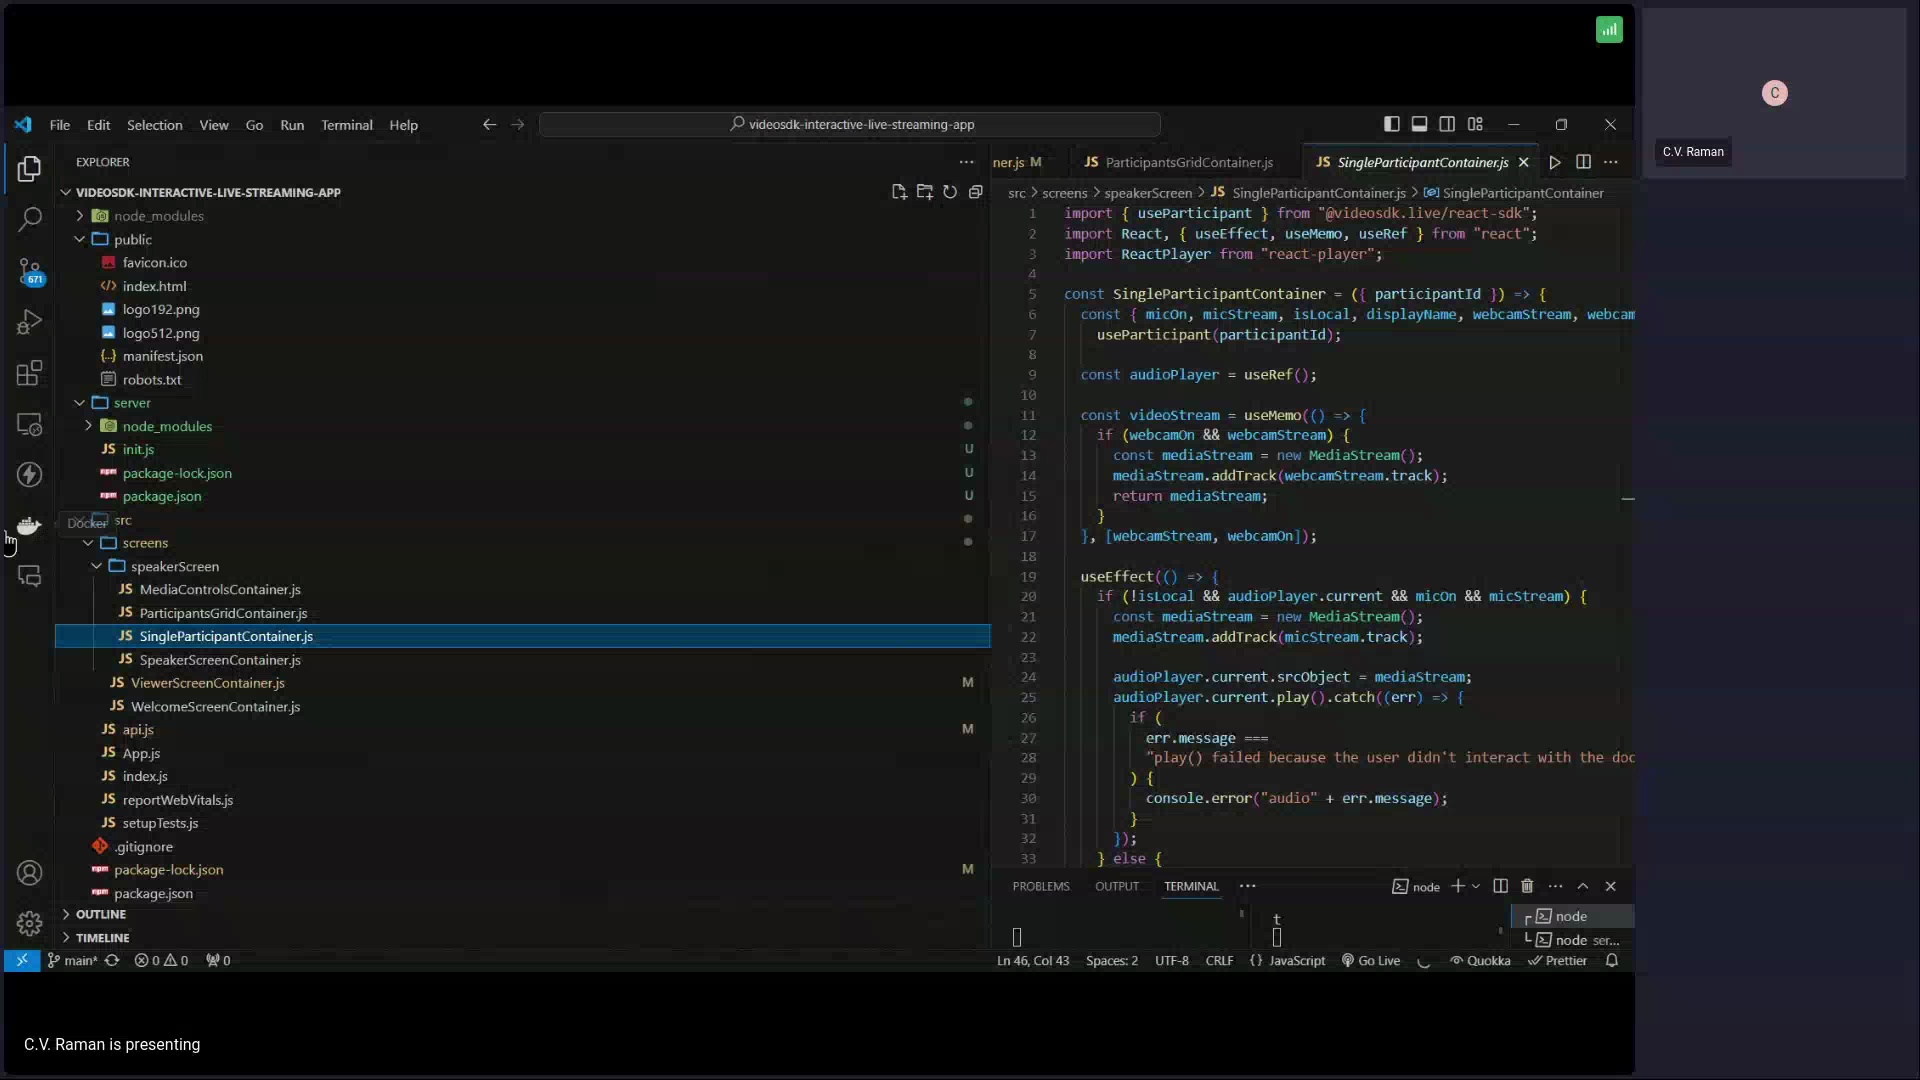 C
C.V. Raman
File Edit Selection View Go Run Terminal Help
videosdk-interactive-live-streaming-app
EXPLORER
VIDEOSDK-INTERACTIVE-LIVE-STREAMING-APP
node_modules
public
favicon.ico
index.html
logo192.png
logo512.png
manifest.json
robots.txt
server
node_modules
init.js U
package-lock.json U
package.json U
Docker
src
screens
speakerScreen
MediaControlsContainer.js
ParticipantsGridContainer.js
SingleParticipantContainer.js
SpeakerScreenContainer.js
ViewerScreenContainer.js M
WelcomeScreenContainer.js
api.js M
App.js
index.js
reportWebVitals.js
setupTests.js
.gitignore
package-lock.json M
package.json
OUTLINE
TIMELINE
671
ner.js M JS ParticipantsGridContainer.js JS SingleParticipantContainer.js
src > screens > speakerScreen > JS SingleParticipantContainer.js > SingleParticipantContainer
1 import { useParticipant } from "@videosdk.live/react-sdk";
2 import React, { useEffect, useMemo, useRef } from "react";
3 import ReactPlayer from "react-player";
4
5 const SingleParticipantContainer = ({ participantId }) => {
6 const { micOn, micStream, isLocal, displayName, webcamStream, webcam
7 useParticipant(participantId);
8
9 const audioPlayer = useRef();
10
11 const videoStream = useMemo(() => {
12 if (webcamOn && webcamStream) {
13 const mediaStream = new MediaStream();
14 mediaStream.addTrack(webcamStream.track);
15 return mediaStream;
16 }
17 }, [webcamStream, webcamOn]);
18
19 useEffect(() => {
20 if (!isLocal && audioPlayer.current && micOn && micStream) {
21 const mediaStream = new MediaStream();
22 mediaStream.addTrack(micStream.track);
23
24 audioPlayer.current.srcObject = mediaStream;
25 audioPlayer.current.play().catch((err) => {
26 if (
27 err.message ===
28 "play() failed because the user didn't interact with the doc
29 ) {
30 console.error("audio" + err.message);
31 }
32 });
33 } else {
PROBLEMS OUTPUT TERMINAL node
t
node
node ser...
main* 0 0 0
Ln 46, Col 43 Spaces: 2 UTF-8 CRLF {} JavaScript Go Live Quokka Prettier
C.V. Raman is presenting